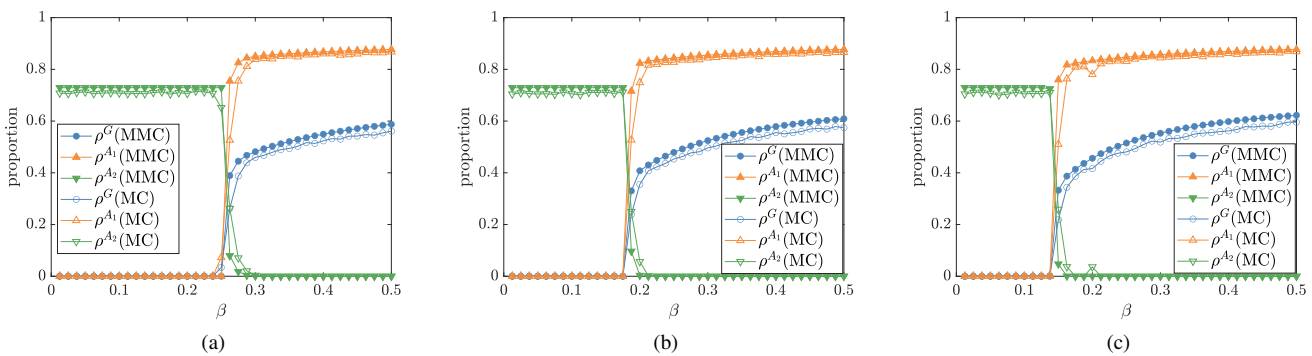 1
0.8
0.6
0.4
0.2
0
proportion
ρ^G(MMC)
ρ^{A_1}(MMC)
ρ^{A_2}(MMC)
ρ^G(MC)
ρ^{A_1}(MC)
ρ^{A_2}(MC)
0 0.1 0.2 0.3 0.4 0.5
β
(a)
1
0.8
0.6
0.4
0.2
0
proportion
ρ^G(MMC)
ρ^{A_1}(MMC)
ρ^{A_2}(MMC)
ρ^G(MC)
ρ^{A_1}(MC)
ρ^{A_2}(MC)
0 0.1 0.2 0.3 0.4 0.5
β
(b)
1
0.8
0.6
0.4
0.2
0
proportion
ρ^G(MMC)
ρ^{A_1}(MMC)
ρ^{A_2}(MMC)
ρ^G(MC)
ρ^{A_1}(MC)
ρ^{A_2}(MC)
0 0.1 0.2 0.3 0.4 0.5
β
(c)